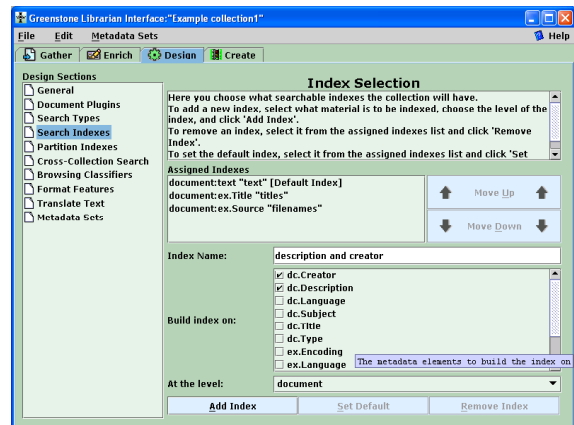 Greenstone Librarian Interface:"Example collection1"
File Edit Metadata Sets Help
Gather Enrich Design Create
Design Sections
General
Document Plugins
Search Types
Search Indexes
Partition Indexes
Cross-Collection Search
Browsing Classifiers
Format Features
Translate Text
Metadata Sets
Index Selection
Here you choose what searchable indexes the collection will have.
To add a new index, select what material is to be indexed, choose the level of the
index, and click 'Add Index'.
To remove an index, select it from the assigned indexes list and click 'Remove
Index'.
To set the default index, select it from the assigned indexes list and click 'Set
Assigned Indexes
document:text "text" [Default Index]
document:ex.Title "titles"
document:ex.Source "filenames"
Move Up
Move Down
Index Name: description and creator
Build index on:
dc.Creator
dc.Description
dc.Language
dc.Subject
dc.Title
dc.Type
ex.Encoding
ex.Language
The metadata elements to build the index on
At the level: document
Add Index Set Default Remove Index